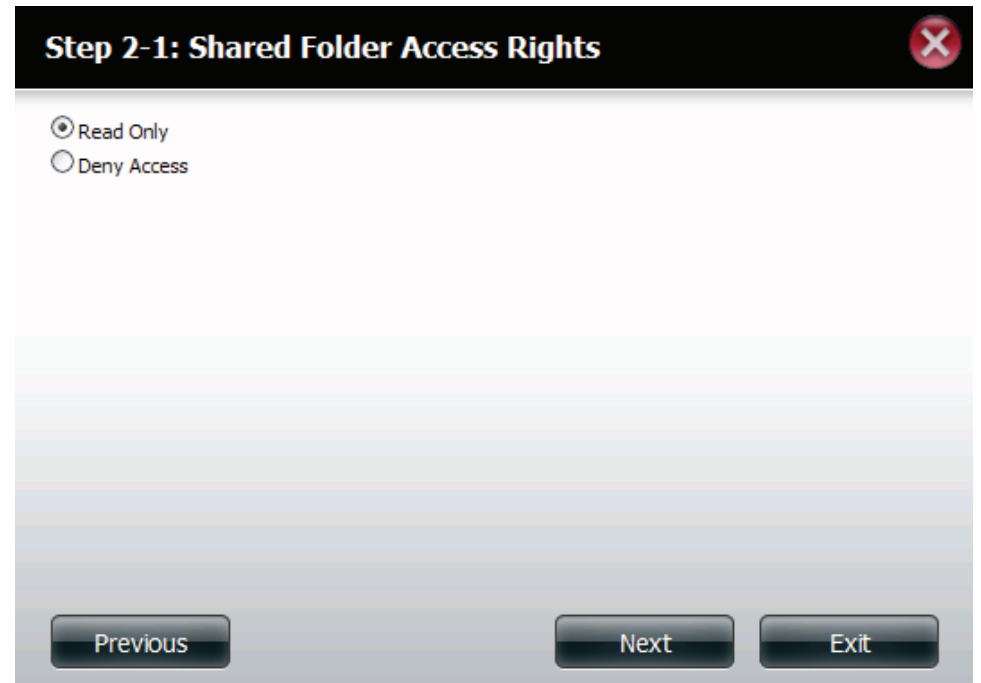 Step 2-1: Shared Folder Access Rights
Read Only
Deny Access
Previous Next Exit